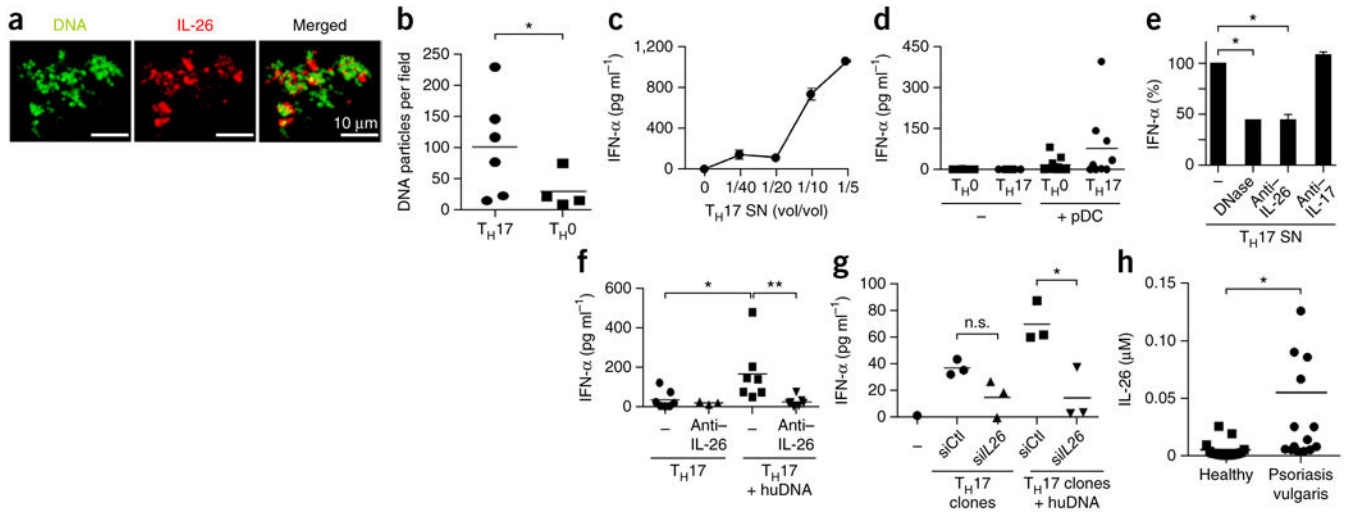 a
DNA
IL-26
Merged
10 μm
b
DNA particles per field
250
200
150
100
50
0
*
TH17
TH0
c
IFN-α (pg ml−1)
1,200
800
400
0
0
1/40
1/20
1/10
1/5
TH17 SN (vol/vol)
d
IFN-α (pg ml−1)
450
300
150
0
TH0
TH17
TH0
TH17
–
+ pDC
e
IFN-α (%)
100
50
0
*
*
–
DNase
Anti–
IL-26
Anti–
IL-17
TH17 SN
f
IFN-α (pg ml−1)
600
400
200
0
*
**
–
Anti–
IL-26
–
Anti–
IL-26
TH17
TH17
+ huDNA
g
IFN-α (pg ml−1)
100
80
60
40
20
0
n.s.
*
–
siCtl
siIL26
siCtl
siIL26
TH17
clones
TH17 clones
+ huDNA
h
IL-26 (μM)
0.15
0.10
0.05
0
*
Healthy
Psoriasis
vulgaris